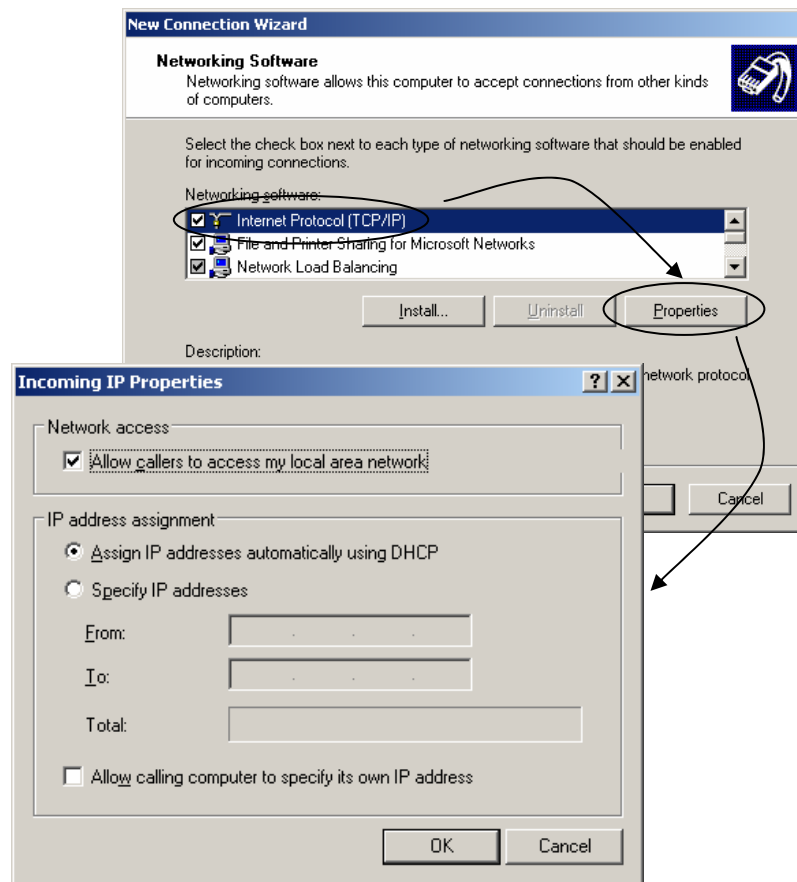 New Connection Wizard
Networking Software
Networking software allows this computer to accept connections from other kinds
of computers.
Select the check box next to each type of networking software that should be enabled
for incoming connections.
Networking software:
Internet Protocol (TCP/IP)
File and Printer Sharing for Microsoft Networks
Network Load Balancing
Install...
Uninstall
Properties
Description:
network protocol
Cancel
Incoming IP Properties
Network access
Allow callers to access my local area network
IP address assignment
Assign IP addresses automatically using DHCP
Specify IP addresses
From:
To:
Total:
Allow calling computer to specify its own IP address
OK
Cancel